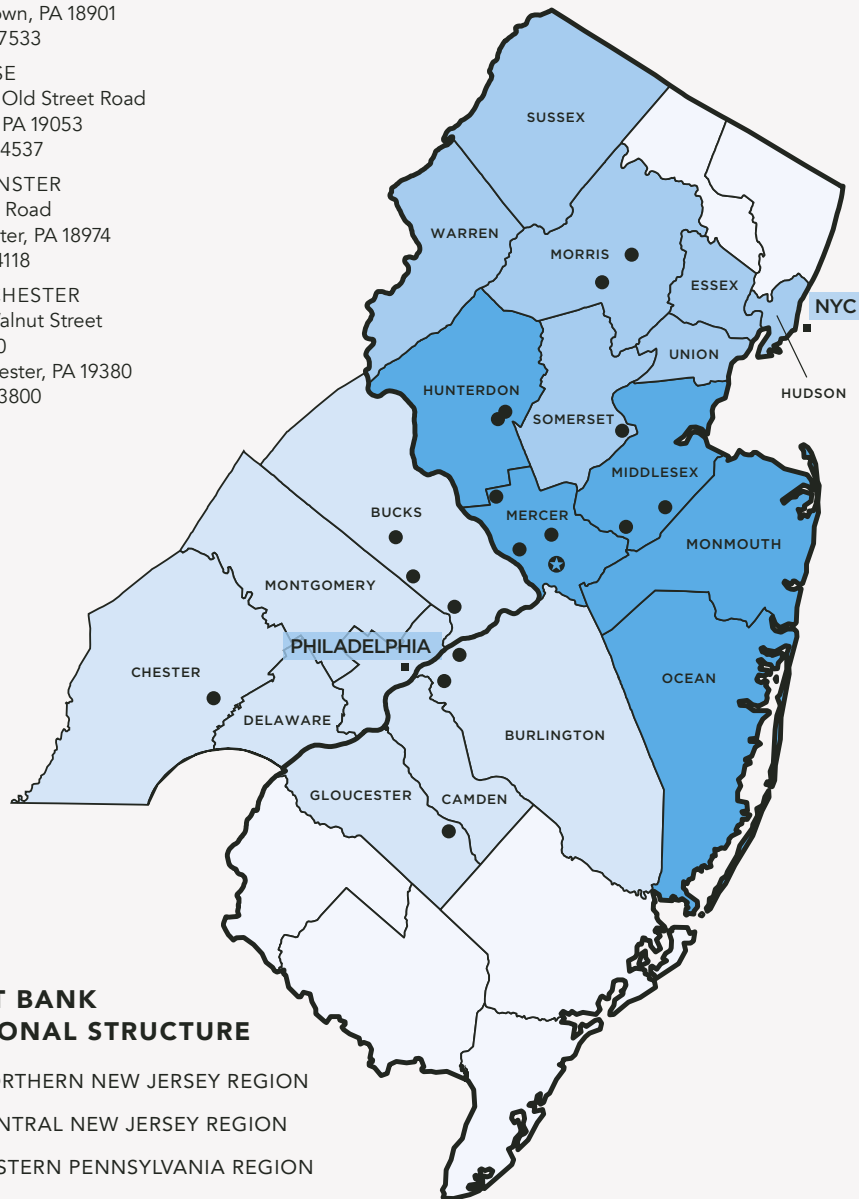 own, PA 18901
7533
SE
Old Street Road
PA 19053
4537
NSTER
Road
ter, PA 18974
4118
CHESTER
Walnut Street
0
ester, PA 19380
3800
SUSSEX
WARREN
MORRIS
ESSEX
NYC
UNION
HUDSON
HUNTERDON
SOMERSET
MIDDLESEX
BUCKS
MERCER
MONMOUTH
MONTGOMERY
PHILADELPHIA
CHESTER
OCEAN
DELAWARE
BURLINGTON
GLOUCESTER
CAMDEN
T BANK
ONAL STRUCTURE
ORTHERN NEW JERSEY REGION
NTRAL NEW JERSEY REGION
STERN PENNSYLVANIA REGION